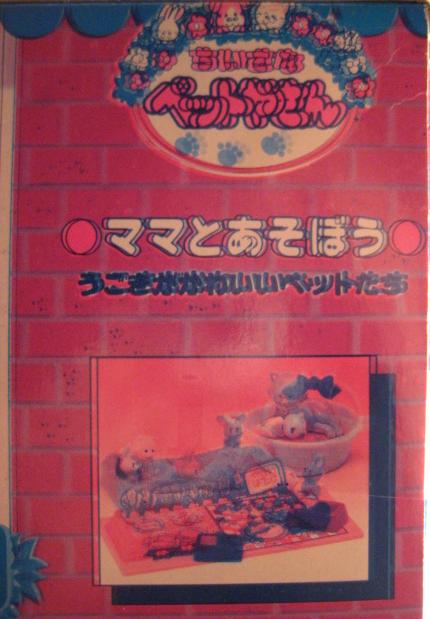 ちいさな
ペットやさん
ママとあそぼう
うごきがかわいいペットたち